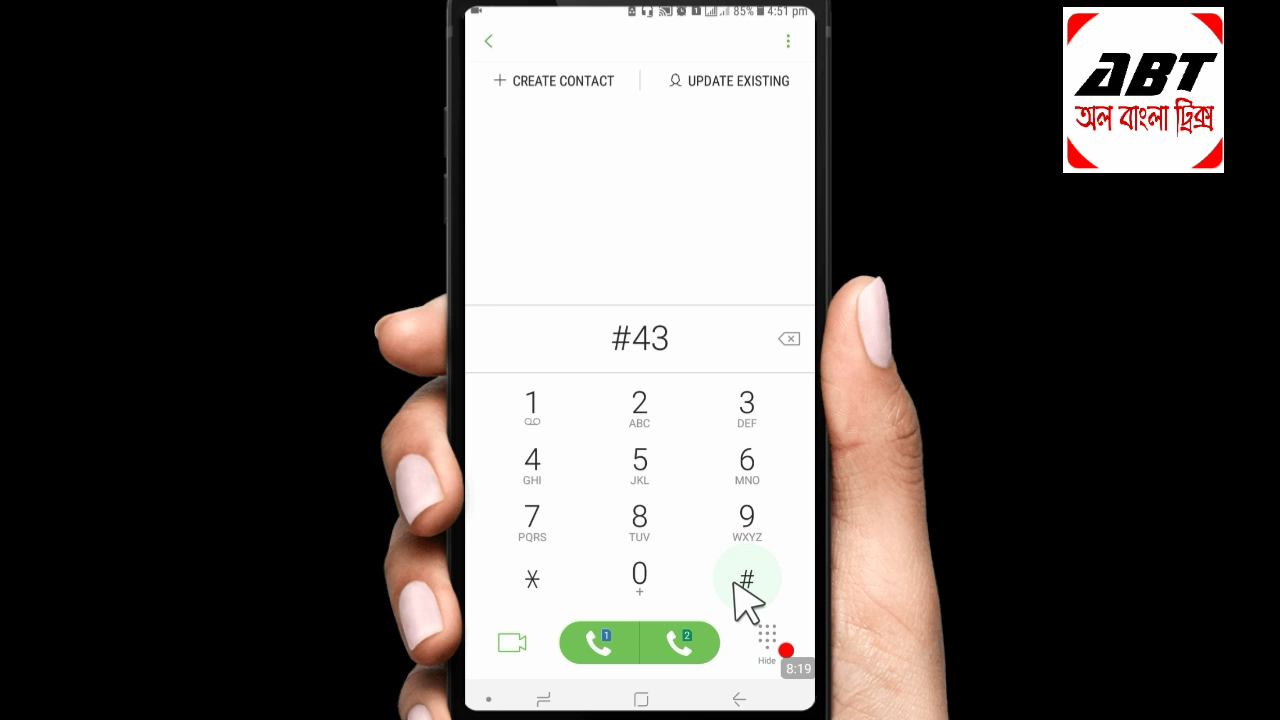 85% 4:51 pm
CREATE CONTACT
UPDATE EXISTING
ABT
অল বাংলা ট্রিক্স
#43
1 2 3
ABC DEF
4 5 6
GHI JKL MNO
7 8 9
PQRS TUV WXYZ
* 0 #
+
1 2
Hide
8:19